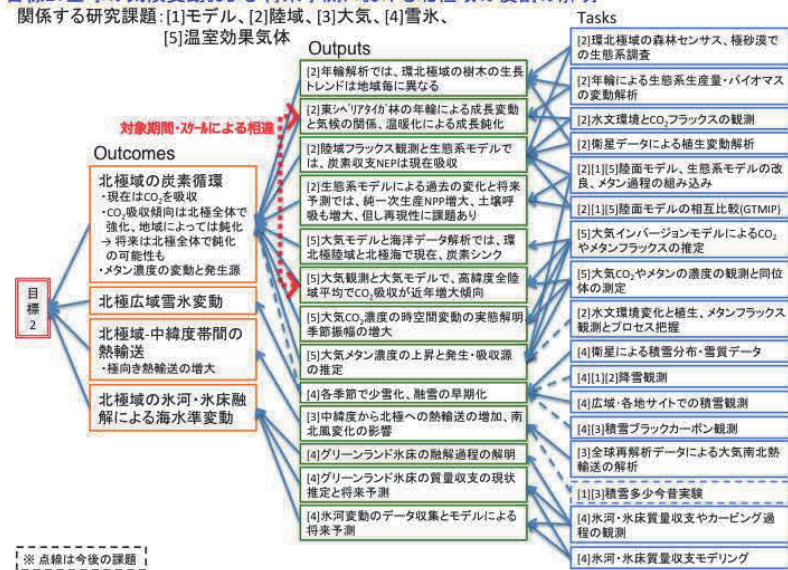 関係する研究課題:[1]モデル、[2]陸域、[3]大気、[4]雪氷、
[5]温室効果気体
Outcomes
北極域の炭素循環
・現在はCO2を吸収
・CO2吸収傾向は北極全体で
強化、地域によっては鈍化
→ 将来は北極全体で鈍化
の可能性も
・メタン濃度の変動と発生源
北極広域雪氷変動
北極域-中緯度帯間の
熱輸送
・極向き熱輸送の増大
北極域の氷河・氷床融
解による海水準変動
目
標
2
※ 点線は今後の課題
対象期間・スケールによる相違
Outputs
[2]年輪解析では、環北極域の樹木の生長
トレンドは地域毎に異なる
[2]東シベリアタイガ林の年輪による成長変動
と気候の関係、温暖化による成長鈍化
[2]陸域フラックス観測と生態系モデルで
は、炭素収支NEPは現在吸収
[2]生態系モデルによる過去の変化と将来
予測では、純一次生産NPP増大、土壌呼
吸も増大、但し再現性に課題あり
[5]大気モデルと海洋データ解析では、環
北極陸域と北極海で現在、炭素シンク
[5]大気観測と大気モデルで、高緯度全陸
域平均でCO2吸収が近年増大傾向
[5]大気CO2濃度の時空間変動の実態解明
季節振幅の増大
[5]大気メタン濃度の上昇と発生・吸収源
の推定
[4]各季節で少雪化、融雪の早期化
[3]中緯度から北極への熱輸送の増加、南
北風変化の影響
[4]グリーンランド氷床の融解過程の解明
[4]グリーンランド氷床の質量収支の現状
推定と将来予測
[4]氷河変動のデータ収集とモデルによる
将来予測
Tasks
[2]環北極域の森林センサス、極砂漠で
の生態系調査
[2]年輪による生態系生産量・バイオマス
の変動解析
[2]水文環境とCO2フラックスの観測
[2]衛星データによる植生変動解析
[2][1][5]陸面モデル、生態系モデルの改
良、メタン過程の組み込み
[2][1][5]陸面モデルの相互比較(GTMIP)
[5]大気インバージョンモデルによるCO2
やメタンフラックスの推定
[5]大気CO2やメタンの濃度の観測と同位
体の測定
[2]水文環境変化と植生、メタンフラックス
観測とプロセス把握
[4]衛星による積雪分布・雪質データ
[4][1][2]降雪観測
[4]広域・各地サイトでの積雪観測
[4][3]積雪ブラックカーボン観測
[3]全球再解析データによる大気南北熱
輸送の解析
[1][3]積雪多少今昔実験
[4]氷河・氷床質量収支やカービング過
程の観測
[4]氷河・氷床質量収支モデリング